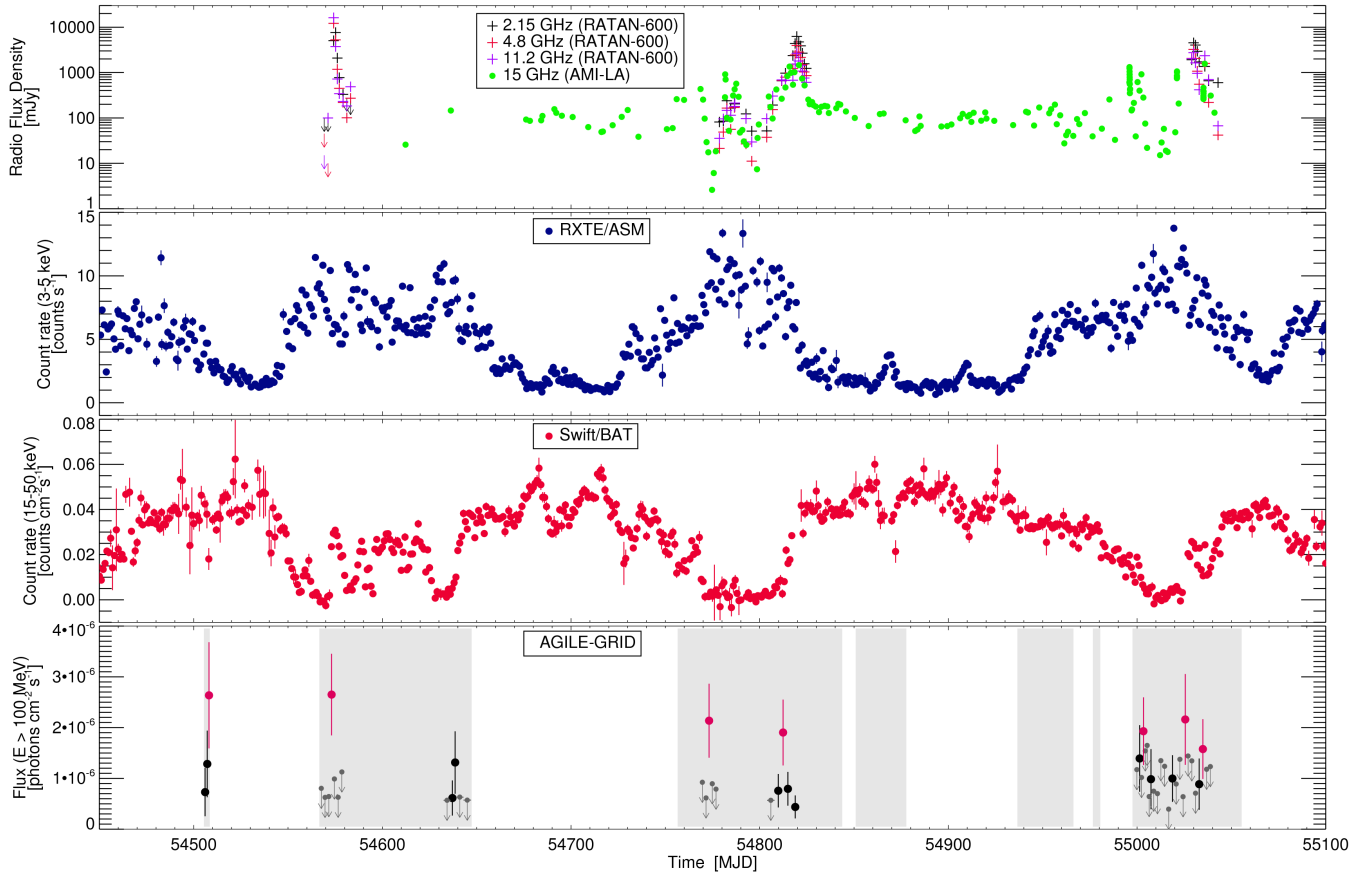 Radio Flux Density
[mJy]
10000
1000
100
10
1
2.15 GHz (RATAN-600)
4.8 GHz (RATAN-600)
11.2 GHz (RATAN-600)
15 GHz (AMI-LA)
Count rate (3-5 keV)
[counts s⁻¹]
15
10
5
0
RXTE/ASM
Count rate (15-50 keV)
[counts cm⁻²s⁻¹]
0.08
0.06
0.04
0.02
0.00
Swift/BAT
Flux (E > 100 MeV)
[photons cm⁻² s⁻¹]
4•10⁻⁶
3•10⁻⁶
2•10⁻⁶
1•10⁻⁶
0
AGILE-GRID
54500 54600 54700 54800 54900 55000 55100
Time [MJD]